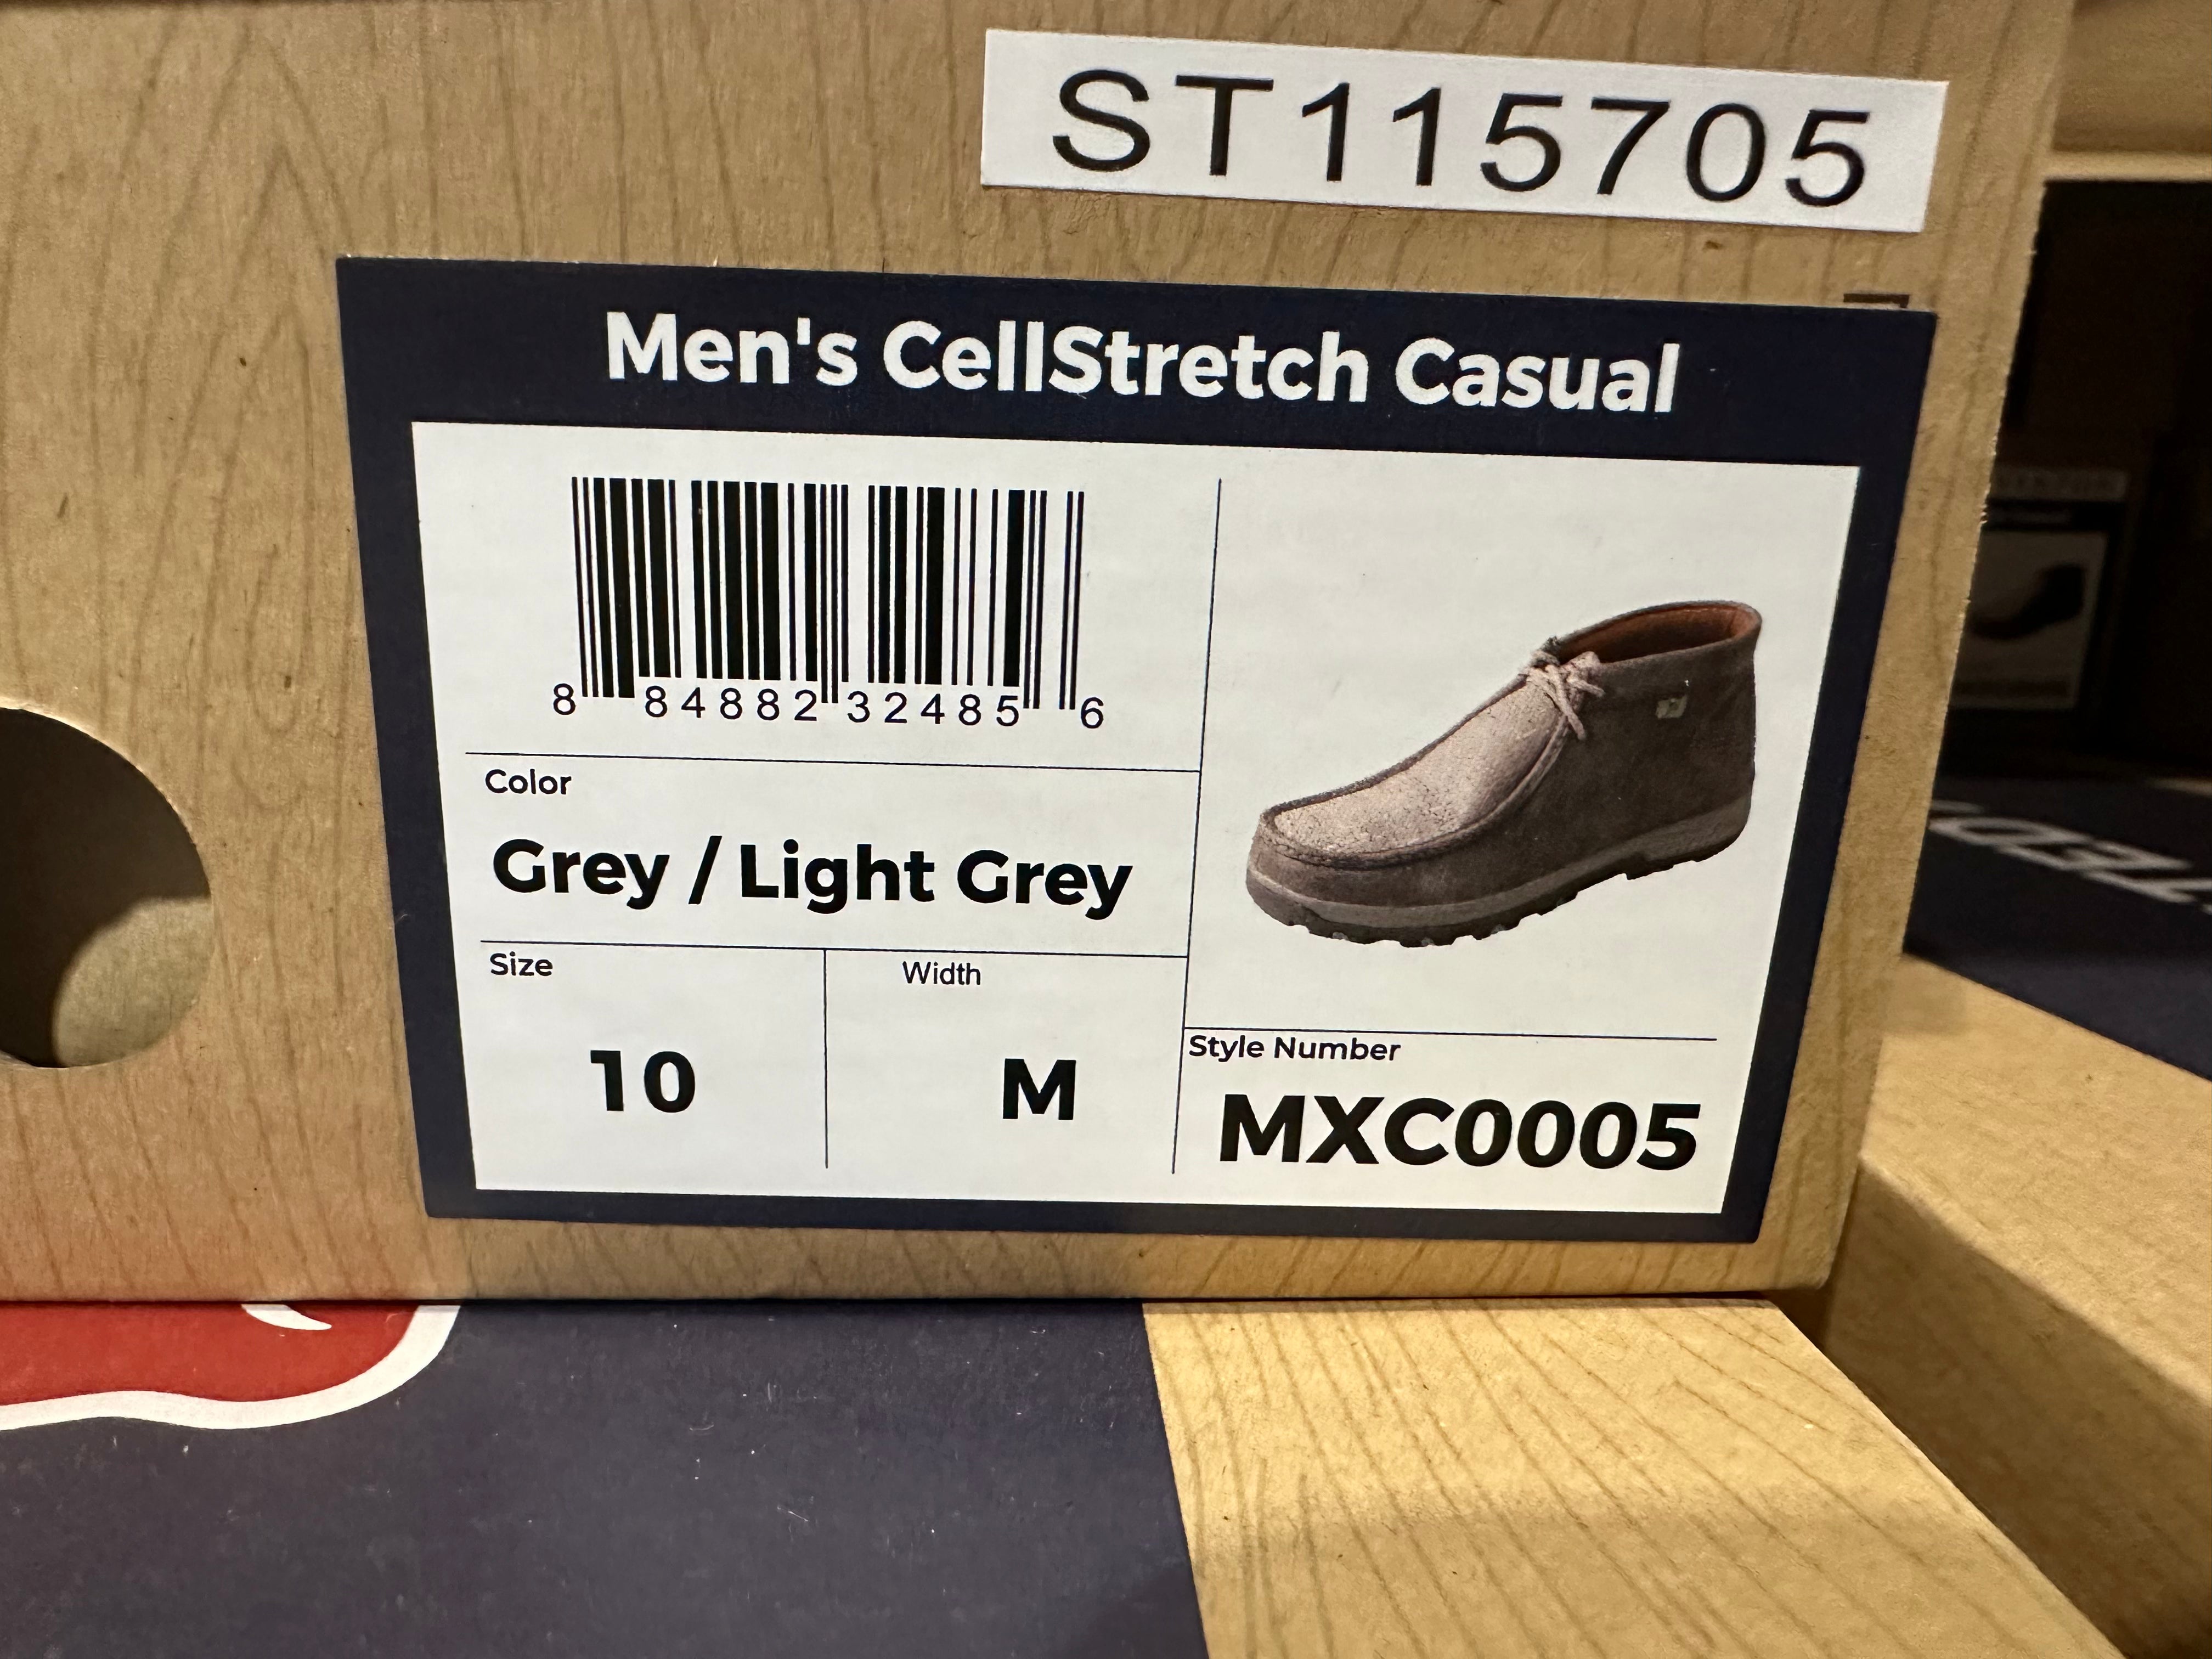 ST115705
Men's CellStretch Casual
8 84882 32485 6
Color
Grey / Light Grey
Size
10
Width
M
Style Number
MXC0005